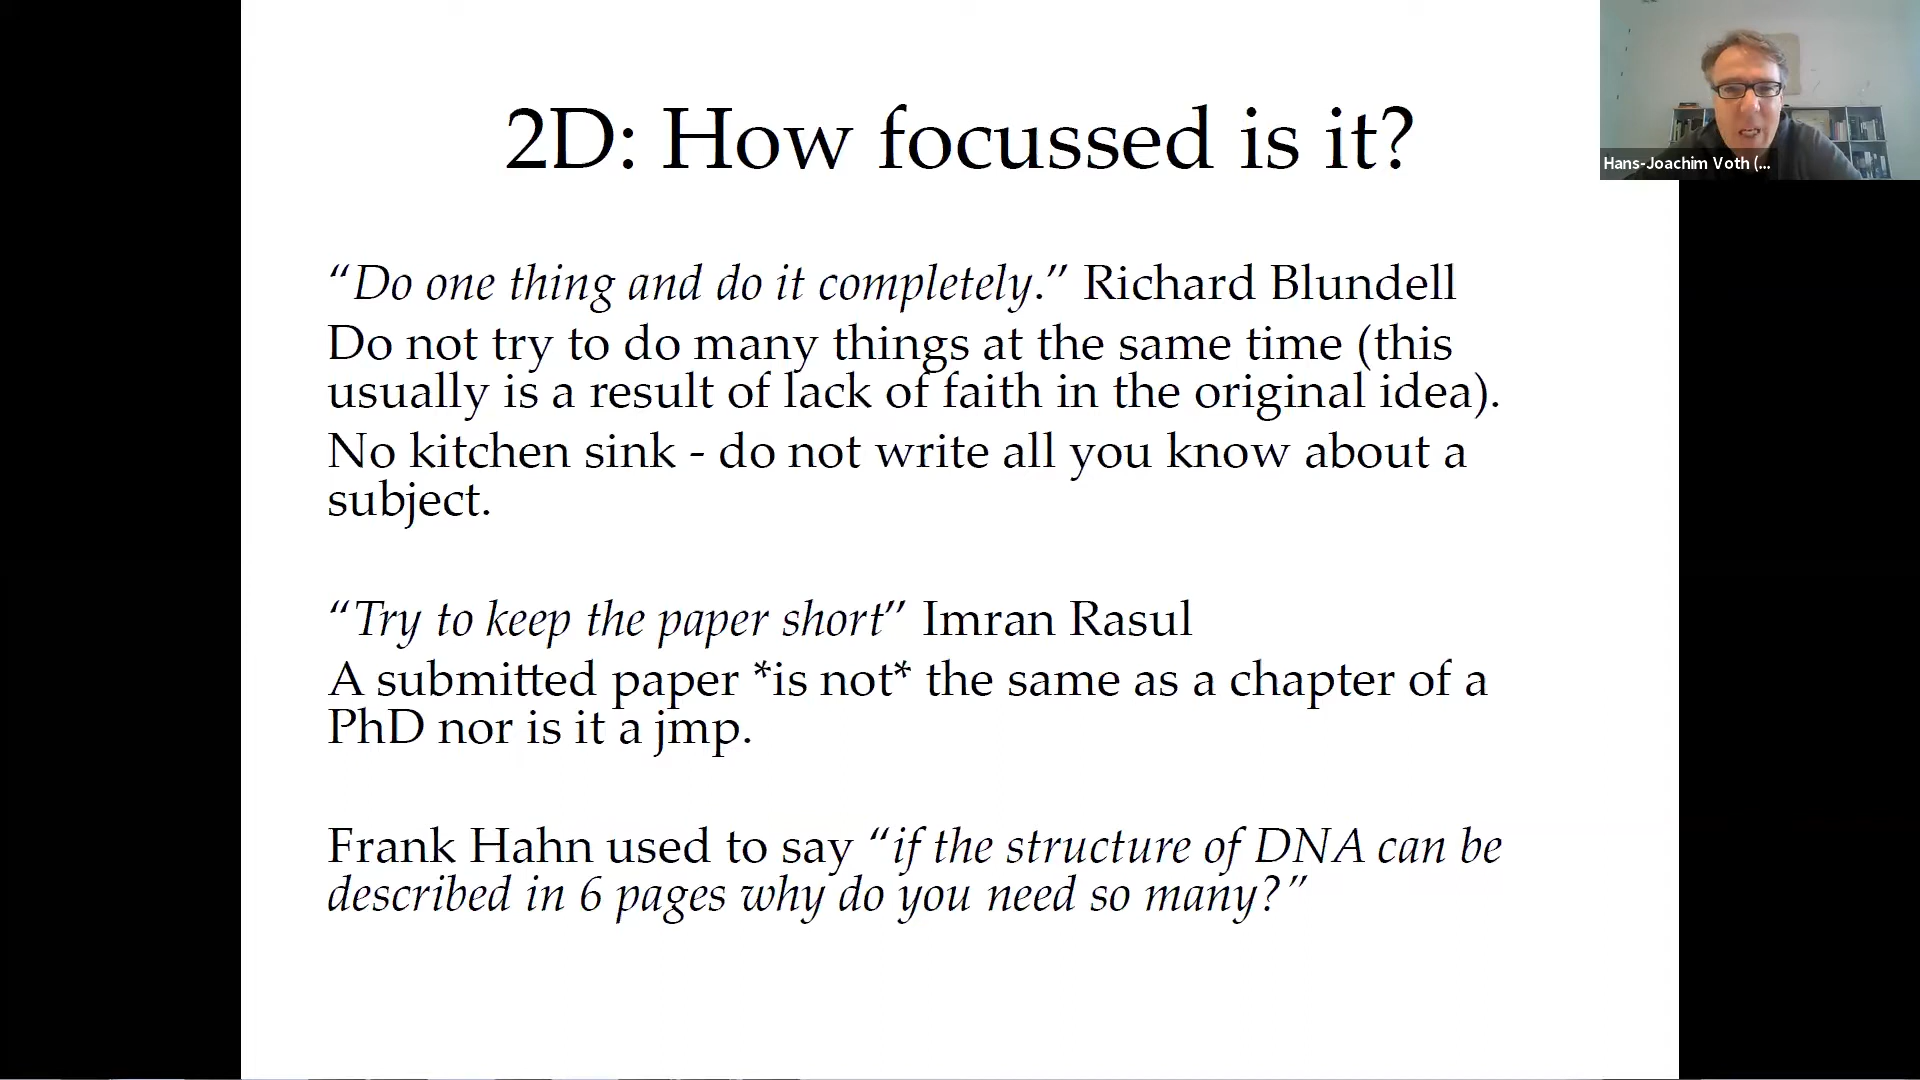 2D: How focussed is it?
Hans-Joachim Voth (...
“Do one thing and do it completely.” Richard Blundell
Do not try to do many things at the same time (this
usually is a result of lack of faith in the original idea).
No kitchen sink - do not write all you know about a
subject.
“Try to keep the paper short” Imran Rasul
A submitted paper *is not* the same as a chapter of a
PhD nor is it a jmp.
Frank Hahn used to say “if the structure of DNA can be
described in 6 pages why do you need so many?”